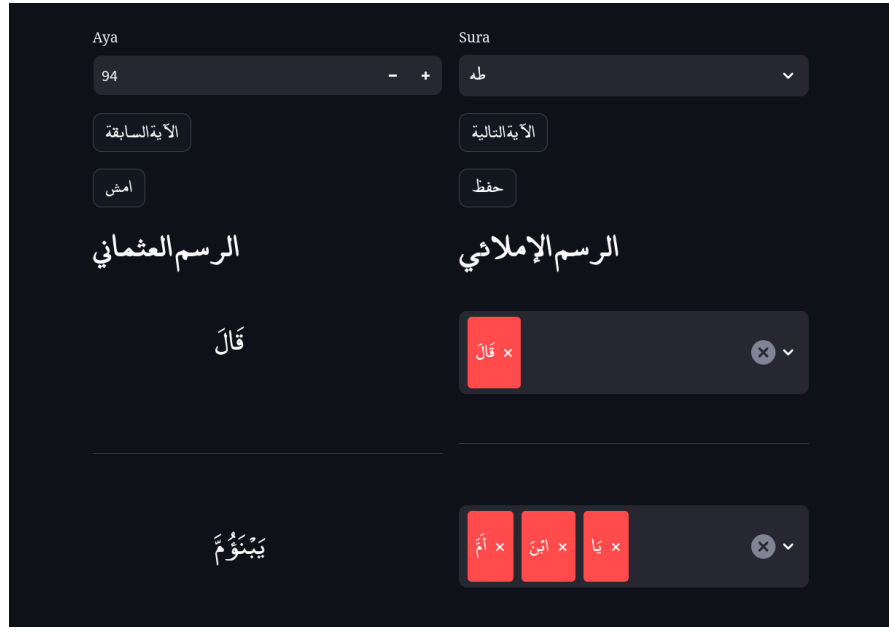 Aya
Sura
94
طه
الآية السابقة
الآية التالية
امش
حفظ
الرسم العثماني
الرسم الإملائي
قَالَ
قَالَ
يَبۡنَؤُمَّ
يَا ابْنَ أُمَّ